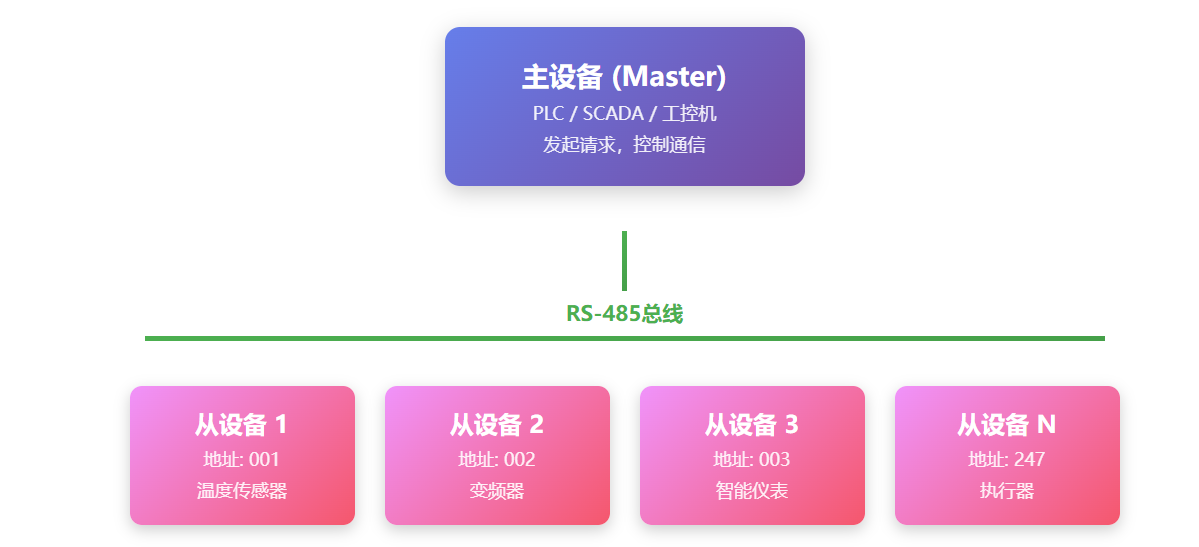 主设备 (Master)
PLC / SCADA / 工控机
发起请求，控制通信
RS-485总线
从设备 1
地址: 001
温度传感器
从设备 2
地址: 002
变频器
从设备 3
地址: 003
智能仪表
从设备 N
地址: 247
执行器